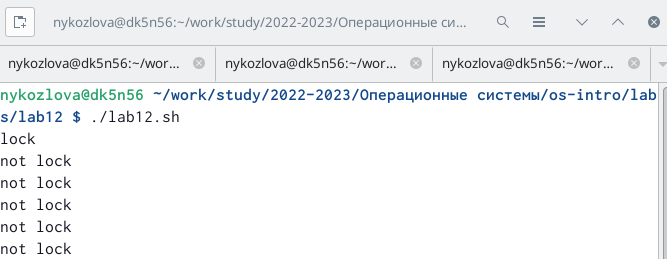 nykozlova@dk5n56:~/work/study/2022-2023/Операционные си...
nykozlova@dk5n56:~/wor... nykozlova@dk5n56:~/wor... nykozlova@dk5n56:~/wor...
nykozlova@dk5n56 ~/work/study/2022-2023/Операционные системы/os-intro/lab
s/lab12 $ ./lab12.sh
lock
not lock
not lock
not lock
not lock
not lock